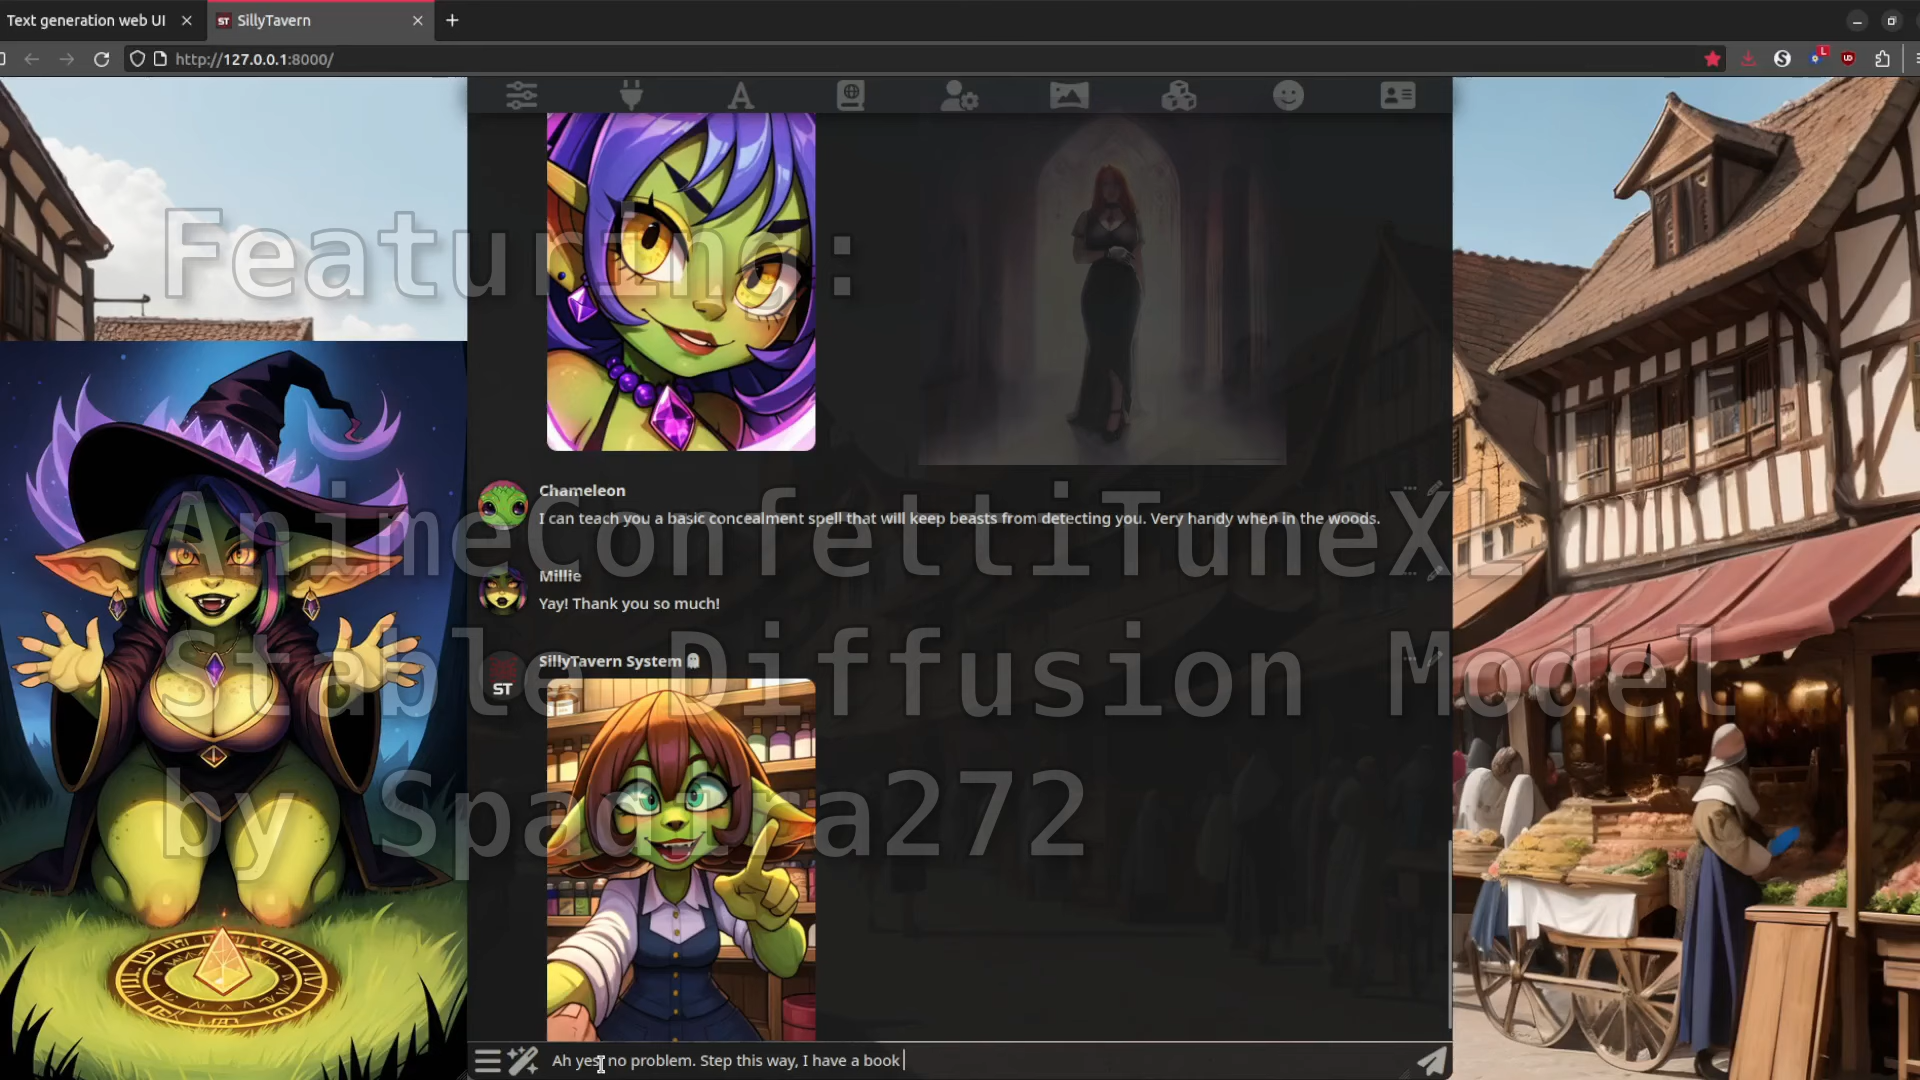 Text generation web UI
SillyTavern
http://127.0.0.1:8000/
Featuring:
Chameleon
I can teach you a basic concealment spell that will keep beasts from detecting you. Very handy when in the woods.
AnimeConfettiTuneXL
Millie
Yay! Thank you so much!
SillyTavern System
ST
Stable Diffusion Model
by Spadira272
Ah yes, no problem. Step this way, I have a book